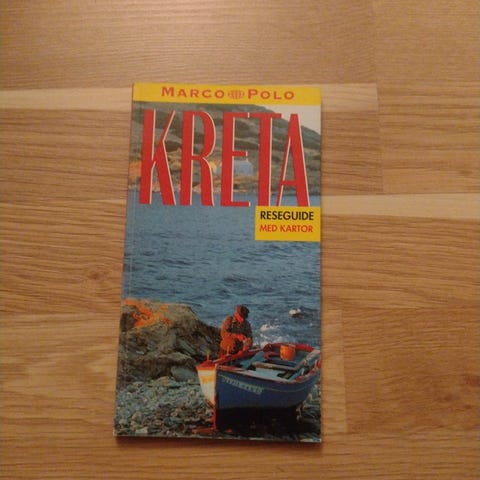 MARCO POLO
KRETA
RESEGUIDE
MED KARTOR